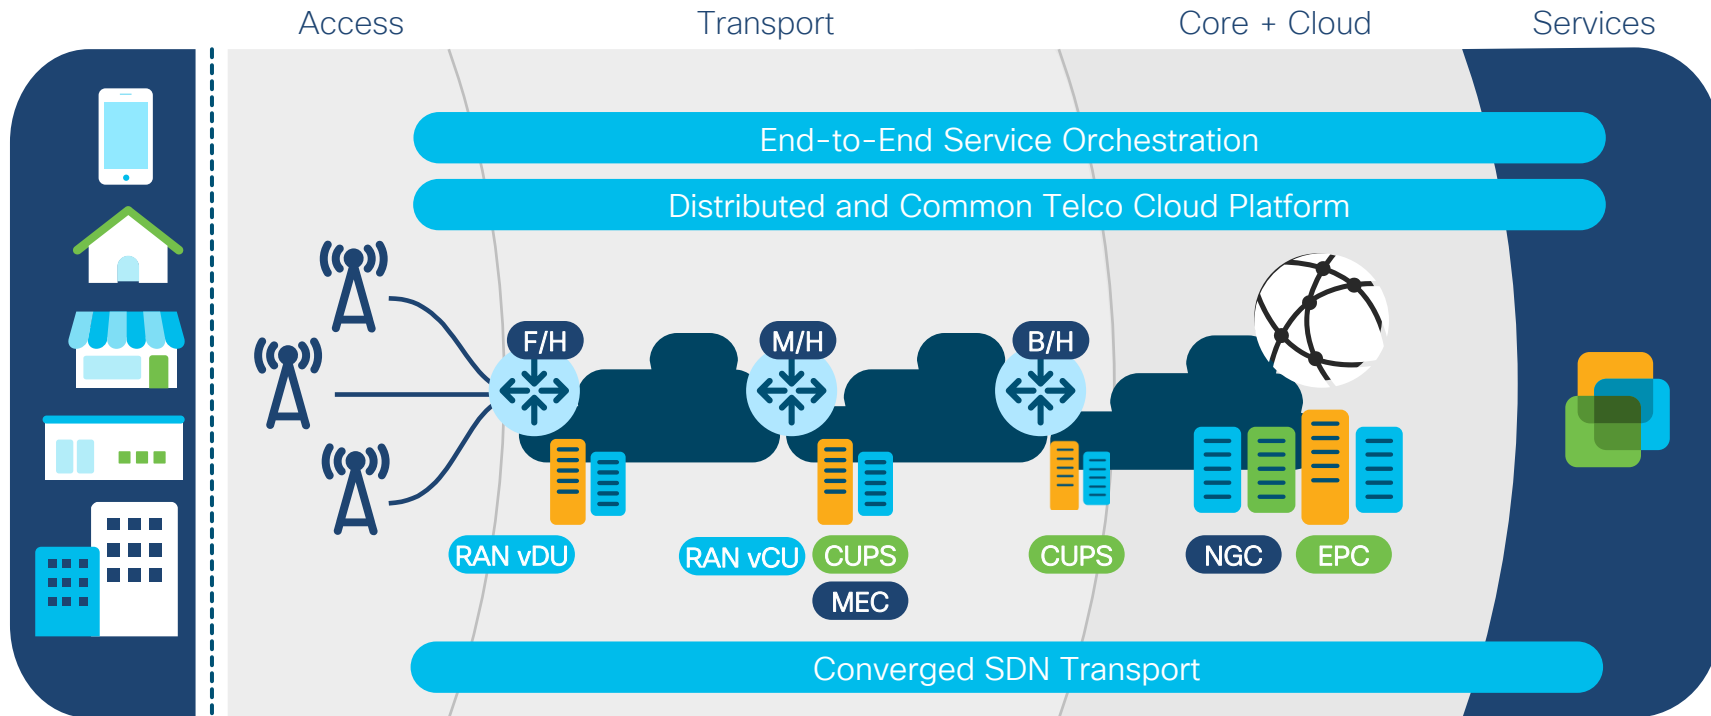 Access
Transport
Core + Cloud
Services
End-to-End Service Orchestration
Distributed and Common Telco Cloud Platform
F/H
M/H
B/H
RAN vDU
RAN vCU
CUPS
CUPS
NGC
EPC
MEC
Converged SDN Transport